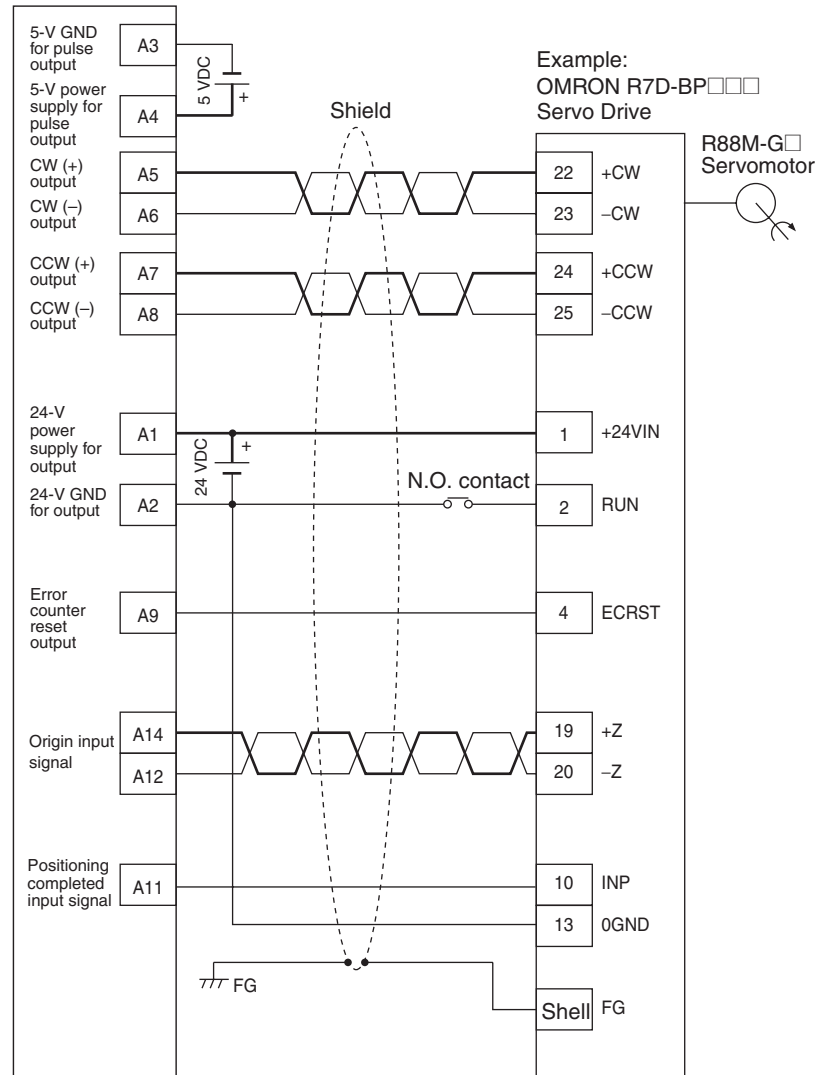 5-V GND
for pulse
output
A3
5 VDC
+
5-V power
supply for
pulse
output
A4
Shield
Example:
OMRON R7D-BP□□□
Servo Drive
R88M-G□
Servomotor
CW (+)
output
A5
22
+CW
CW (–)
output
A6
23
–CW
CCW (+)
output
A7
24
+CCW
CCW (–)
output
A8
25
–CCW
24-V
power
supply for
output
A1
24 VDC
+
1
+24VIN
24-V GND
for output
A2
N.O. contact
2
RUN
Error
counter
reset
output
A9
4
ECRST
Origin input
signal
A14
A12
19
+Z
20
–Z
Positioning
completed
input signal
A11
10
INP
13
0GND
FG
Shell
FG